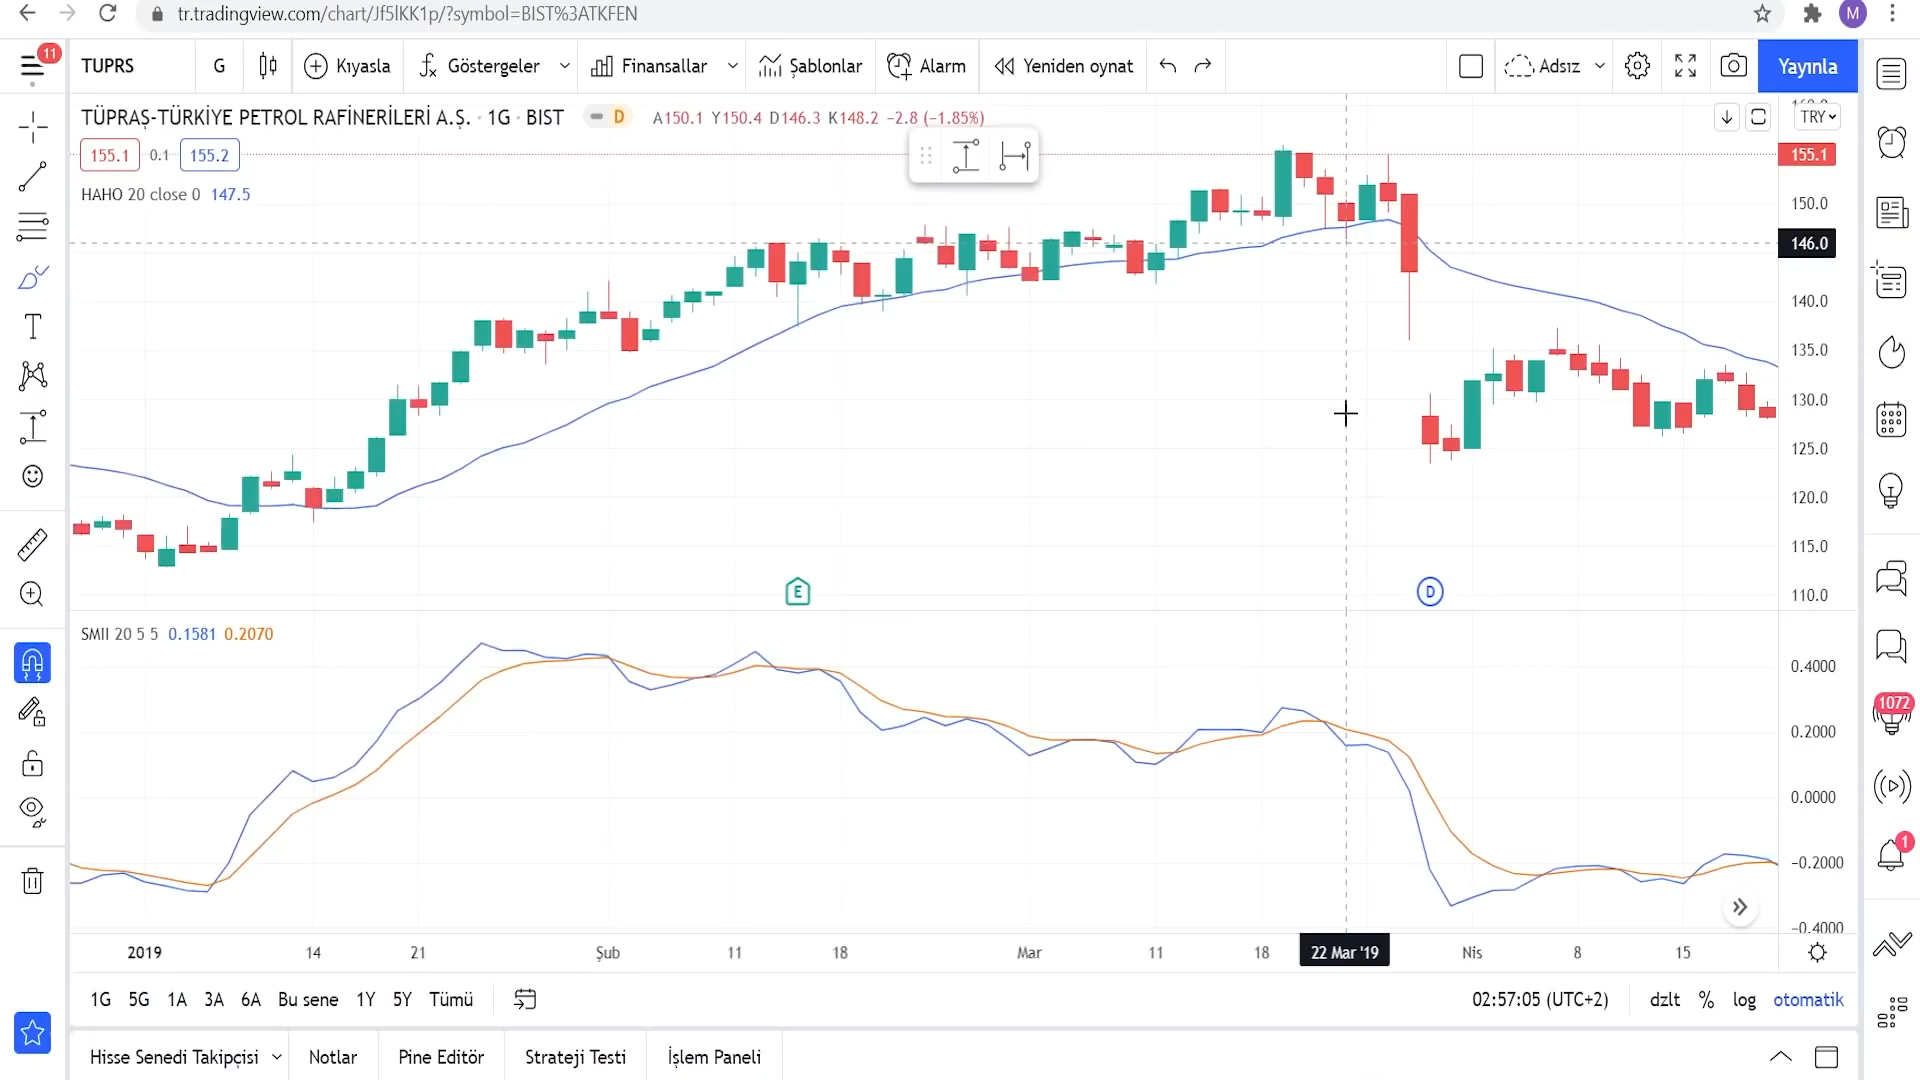 tr.tradingview.com/chart/Jf5lKK1p/?symbol=BIST%3ATKFEN
M
11
TUPRS
G
Kıyasla
Göstergeler
Finansallar
Şablonlar
Alarm
Yeniden oynat
Adsız
Yayınla
TÜPRAŞ-TÜRKİYE PETROL RAFİNERİLERİ A.Ş. · 1G · BIST
D
A150.1 Y150.4 D146.3 K148.2 −2.8 (−1.85%)
TRY
155.1 0.1 155.2
155.1
HAHO 20 close 0 147.5
150.0
146.0
140.0
135.0
130.0
125.0
120.0
115.0
110.0
E
D
SMII 20 5 5 0.1581 0.2070
0.4000
0.2000
0.0000
−0.2000
−0.4000
1072
1
2019 14 21 Şub 11 18 Mar 11 18 22 Mar '19 Nis 8 15
1G 5G 1A 3A 6A Bu sene 1Y 5Y Tümü
02:57:05 (UTC+2) dzlt % log otomatik
Hisse Senedi Takipçisi Notlar Pine Editör Strateji Testi İşlem Paneli